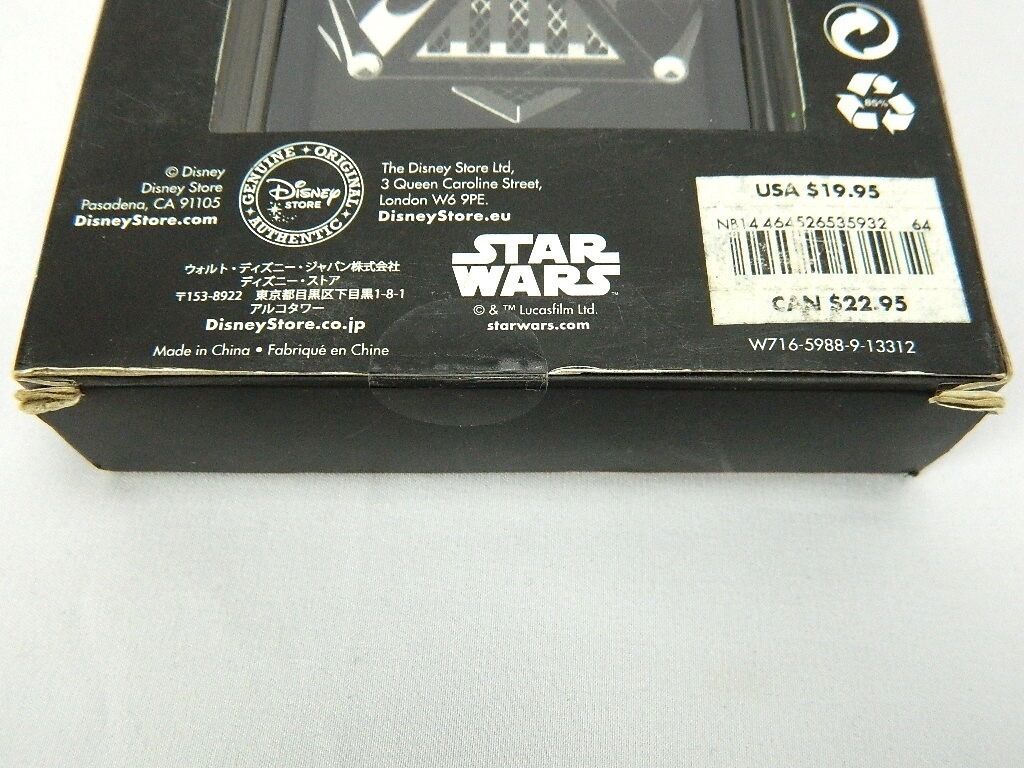 85%
© Disney
Disney Store
Pasadena, CA 91105
DisneyStore.com
GENUINE ORIGINAL
Disney
STORE
AUTHENTIC
The Disney Store Ltd,
3 Queen Caroline Street,
London W6 9PE.
DisneyStore.eu
ウォルト・ディズニー・ジャパン株式会社
ディズニー・ストア
〒153-8922 東京都目黒区下目黒1-8-1
アルコタワー
DisneyStore.co.jp
Made in China • Fabriqué en Chine
STAR
WARS
© & ™ Lucasfilm Ltd.
starwars.com
USA $19.95
NB14 464526535932 64
CAN $22.95
W716-5988-9-13312